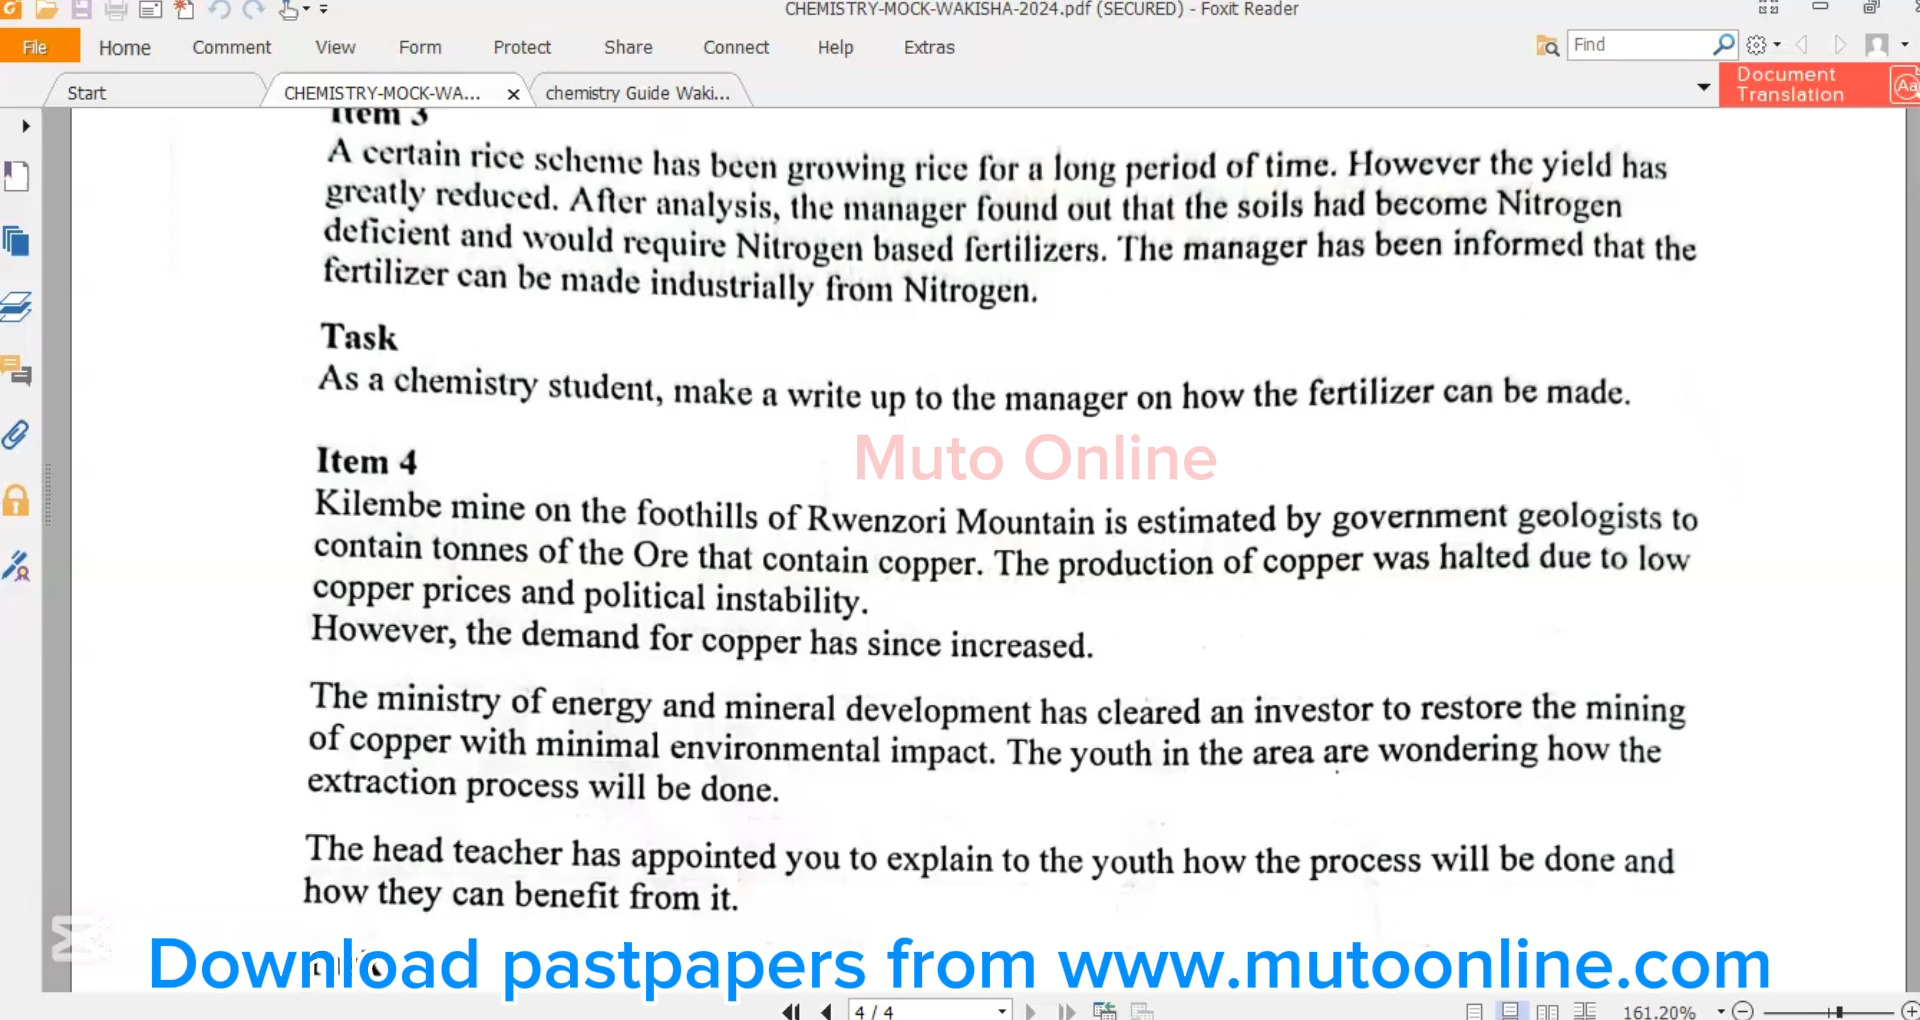 CHEMISTRY-MOCK-WAKISHA-2024.pdf (SECURED) - Foxit Reader
File Home Comment View Form Protect Share Connect Help Extras Find
Start CHEMISTRY-MOCK-WA... chemistry Guide Waki... Document
Translation
Item 3
A certain rice scheme has been growing rice for a long period of time. However the yield has
greatly reduced. After analysis, the manager found out that the soils had become Nitrogen
deficient and would require Nitrogen based fertilizers. The manager has been informed that the
fertilizer can be made industrially from Nitrogen.
Task
As a chemistry student, make a write up to the manager on how the fertilizer can be made.
Muto Online
Item 4
Kilembe mine on the foothills of Rwenzori Mountain is estimated by government geologists to
contain tonnes of the Ore that contain copper. The production of copper was halted due to low
copper prices and political instability.
However, the demand for copper has since increased.
The ministry of energy and mineral development has cleared an investor to restore the mining
of copper with minimal environmental impact. The youth in the area are wondering how the
extraction process will be done.
The head teacher has appointed you to explain to the youth how the process will be done and
how they can benefit from it.
Download pastpapers from www.mutoonline.com
4 / 4 161.20%